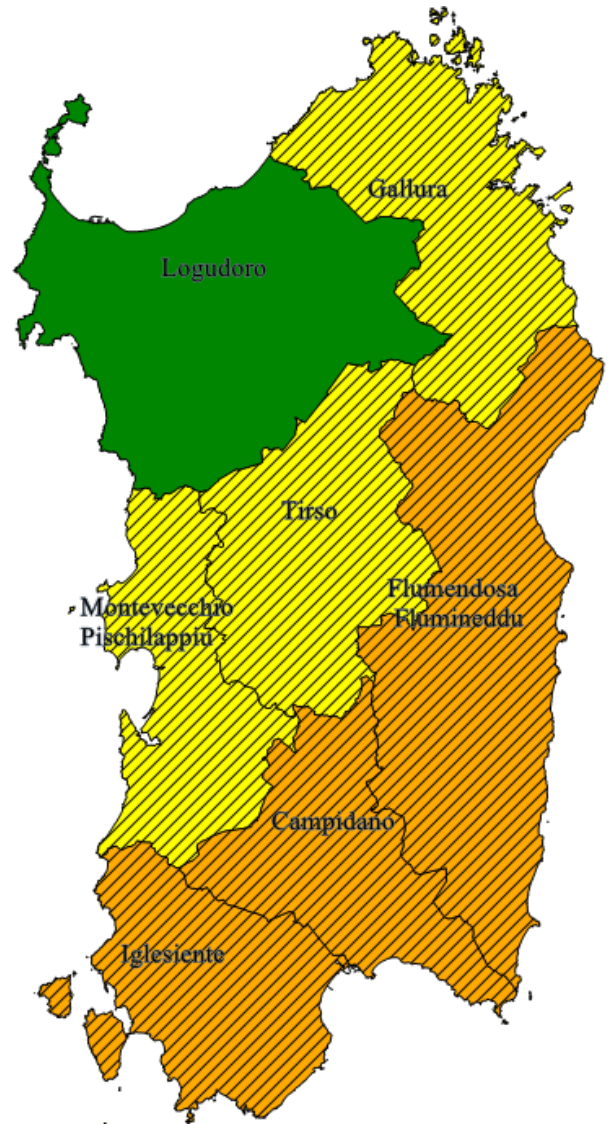 Gallura
Logudoro
Tirso
Montevecchio
Pischilappiu
Flumendosa
Flumineddu
Campidano
Iglesiente